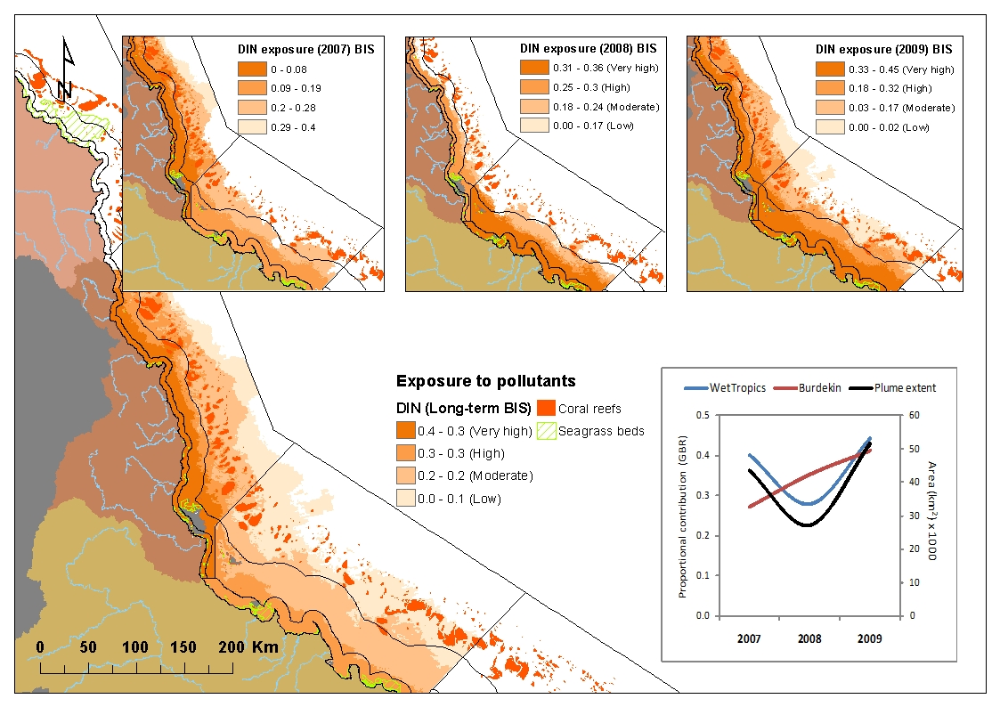 N
DIN exposure (2007) BIS
0 - 0.08
0.09 - 0.19
0.2 - 0.28
0.29 - 0.4
DIN exposure (2008) BIS
0.31 - 0.36 (Very high)
0.25 - 0.3 (High)
0.18 - 0.24 (Moderate)
0.00 - 0.17 (Low)
DIN exposure (2009) BIS
0.33 - 0.45 (Very high)
0.18 - 0.32 (High)
0.03 - 0.17 (Moderate)
0.00 - 0.02 (Low)
Exposure to pollutants
DIN (Long-term BIS)
0.4 - 0.3 (Very high)
0.3 - 0.3 (High)
0.2 - 0.2 (Moderate)
0.0 - 0.1 (Low)
Coral reefs
Seagrass beds
0 50 100 150 200 Km
WetTropics Burdekin Plume extent
Proportional contribution (GBR)
0.5
0.4
0.3
0.2
0.1
0.0
60
50
40
30
20
10
0
Area (km²) x 1000
2007 2008 2009